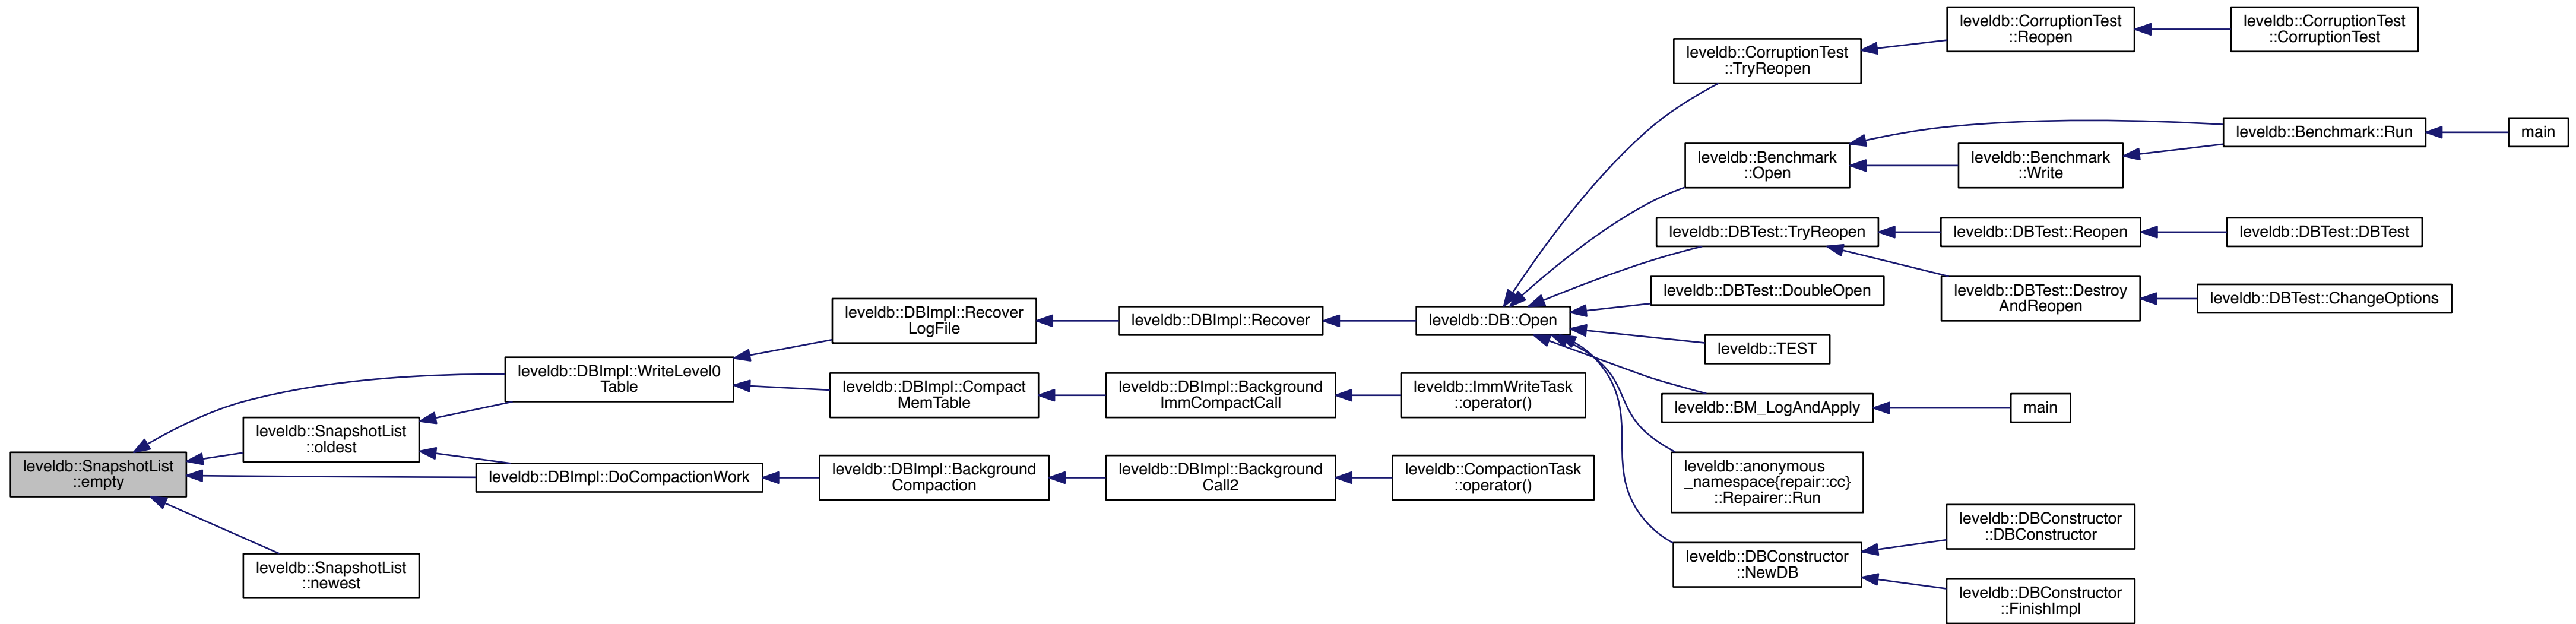 leveldb::SnapshotList
::empty
leveldb::SnapshotList
::oldest
leveldb::SnapshotList
::newest
leveldb::DBImpl::WriteLevel0
Table
leveldb::DBImpl::DoCompactionWork
leveldb::DBImpl::Recover
LogFile
leveldb::DBImpl::Compact
MemTable
leveldb::DBImpl::Background
Compaction
leveldb::DBImpl::Recover
leveldb::DBImpl::Background
ImmCompactCall
leveldb::DBImpl::Background
Call2
leveldb::DB::Open
leveldb::ImmWriteTask
::operator()
leveldb::CompactionTask
::operator()
leveldb::CorruptionTest
::TryReopen
leveldb::CorruptionTest
::Reopen
leveldb::CorruptionTest
::CorruptionTest
leveldb::Benchmark
::Open
leveldb::Benchmark
::Write
leveldb::Benchmark::Run
main
leveldb::DBTest::TryReopen
leveldb::DBTest::Reopen
leveldb::DBTest::DBTest
leveldb::DBTest::DoubleOpen
leveldb::DBTest::Destroy
AndReopen
leveldb::DBTest::ChangeOptions
leveldb::TEST
leveldb::BM_LogAndApply
main
leveldb::anonymous
_namespace{repair::cc}
::Repairer::Run
leveldb::DBConstructor
::NewDB
leveldb::DBConstructor
::DBConstructor
leveldb::DBConstructor
::FinishImpl